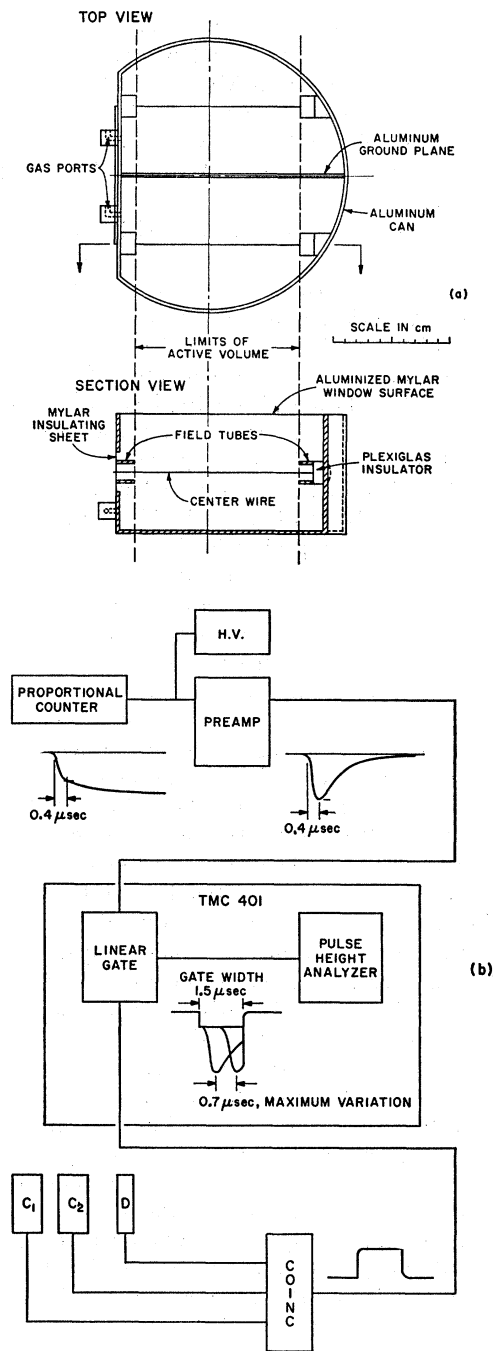 TOP VIEW
GAS PORTS
ALUMINUM
GROUND PLANE
ALUMINUM
CAN
(a)
SCALE IN cm
LIMITS OF
ACTIVE VOLUME
SECTION VIEW
ALUMINIZED MYLAR
WINDOW SURFACE
MYLAR
INSULATING
SHEET
FIELD TUBES
PLEXIGLAS
INSULATOR
CENTER WIRE
H.V.
PROPORTIONAL
COUNTER
PREAMP
0.4 μsec
0.4 μsec
TMC 401
LINEAR
GATE
PULSE
HEIGHT
ANALYZER
(b)
GATE WIDTH
1.5 μsec
0.7 μsec, MAXIMUM VARIATION
C1
C2
D
COINC